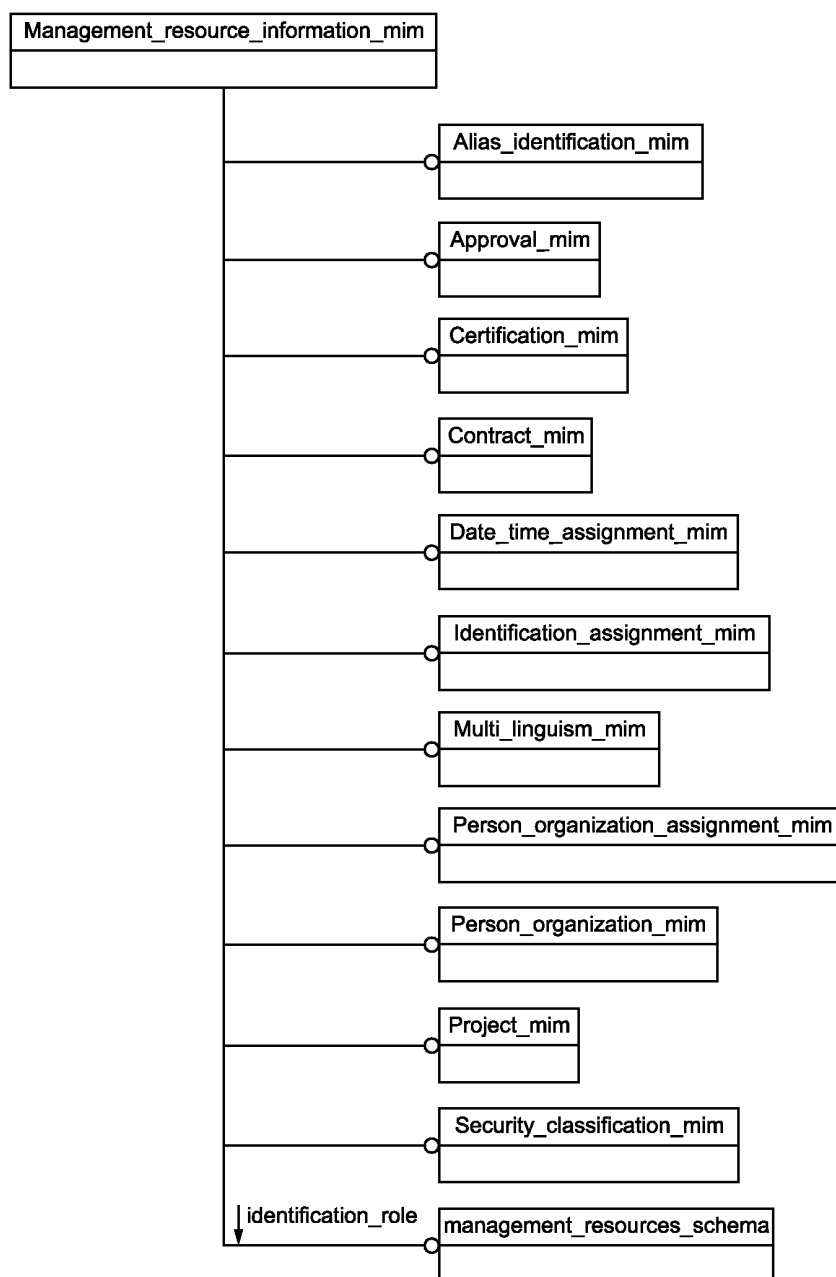 Management_resource_information_mim
Alias_identification_mim
Approval_mim
Certification_mim
Contract_mim
Date_time_assignment_mim
Identification_assignment_mim
Multi_linguism_mim
Person_organization_assignment_mim
Person_organization_mim
Project_mim
Security_classification_mim
identification_role
management_resources_schema